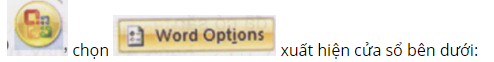 , chọn Word Options xuất hiện cửa sổ bên dưới: